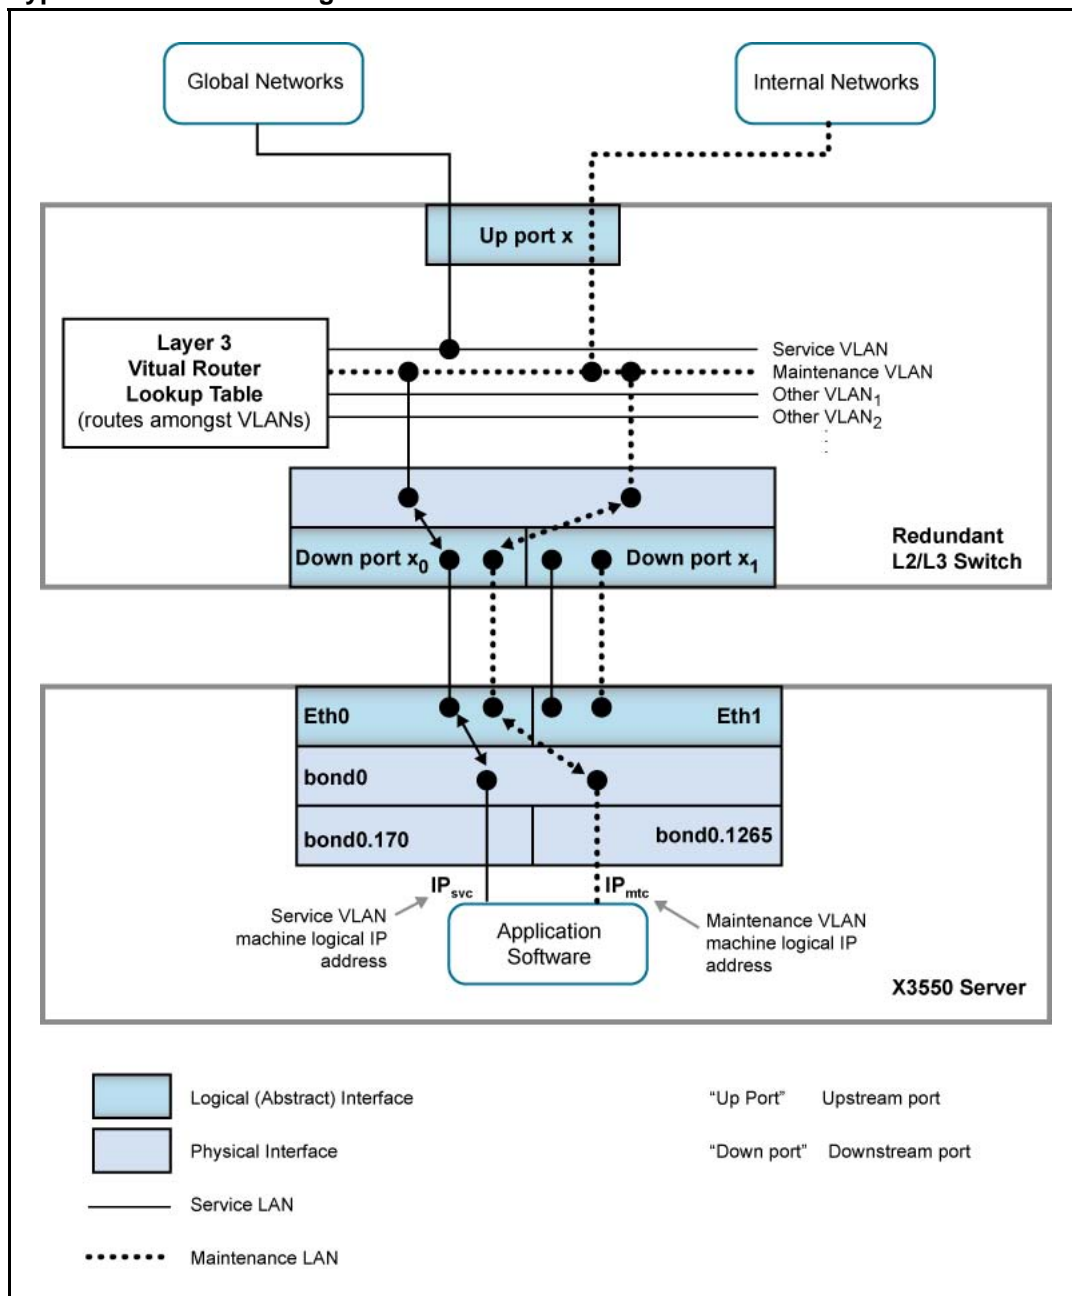 Global Networks
Internal Networks
Up port x
Layer 3
Vitual Router
Lookup Table
(routes amongst VLANs)
Service VLAN
Maintenance VLAN
Other VLAN1
Other VLAN2
Down port x0
Down port x1
Redundant
L2/L3 Switch
Eth0
Eth1
bond0
bond0.170
bond0.1265
IPsvc
IPmtc
Service VLAN
machine logical IP
address
Application
Software
Maintenance VLAN
machine logical IP
address
X3550 Server
Logical (Abstract) Interface
"Up Port" Upstream port
Physical Interface
"Down port" Downstream port
Service LAN
Maintenance LAN